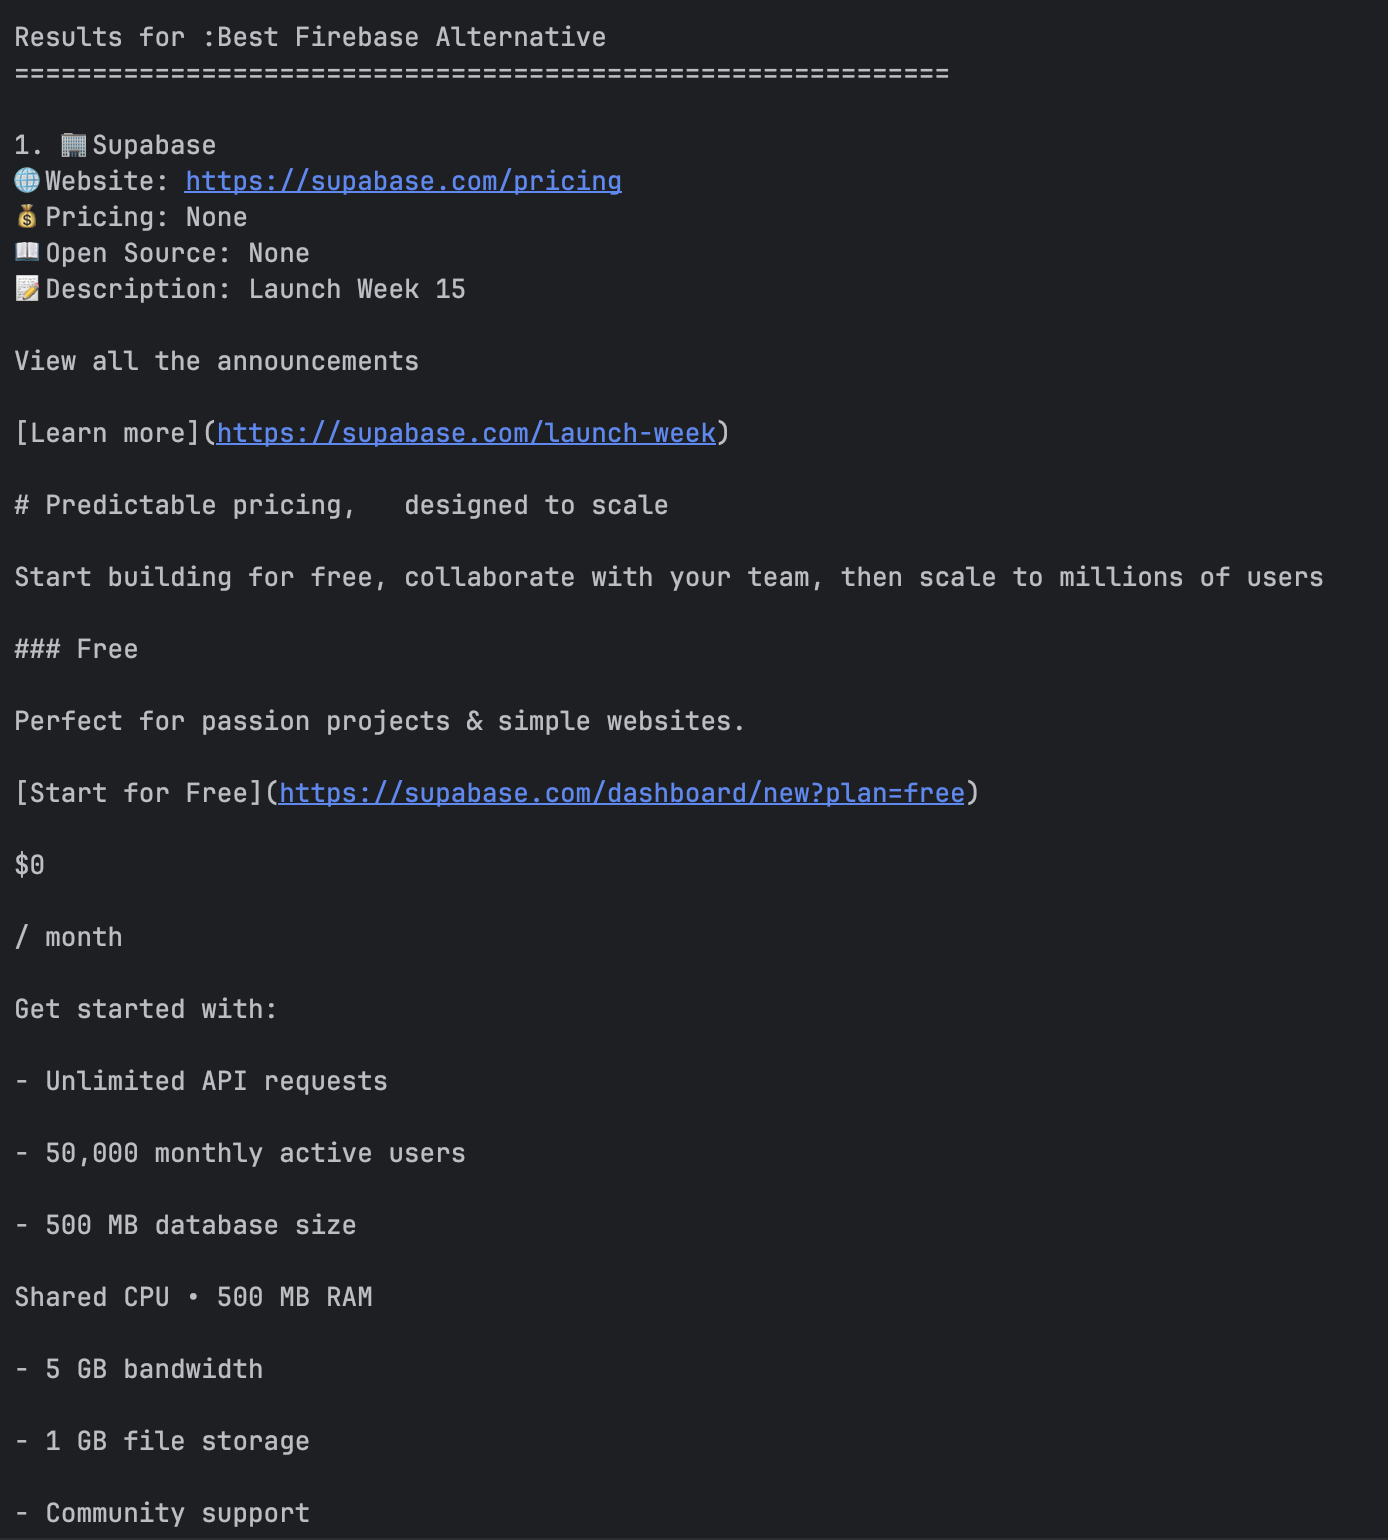 Results for :Best Firebase Alternative
============================================================
1. 🏢Supabase
🌐Website: https://supabase.com/pricing
💰Pricing: None
📖Open Source: None
📝Description: Launch Week 15
View all the announcements
[Learn more](https://supabase.com/launch-week)
# Predictable pricing,   designed to scale
Start building for free, collaborate with your team, then scale to millions of users
### Free
Perfect for passion projects & simple websites.
[Start for Free](https://supabase.com/dashboard/new?plan=free)
$0
/ month
Get started with:
- Unlimited API requests
- 50,000 monthly active users
- 500 MB database size
Shared CPU • 500 MB RAM
- 5 GB bandwidth
- 1 GB file storage
- Community support